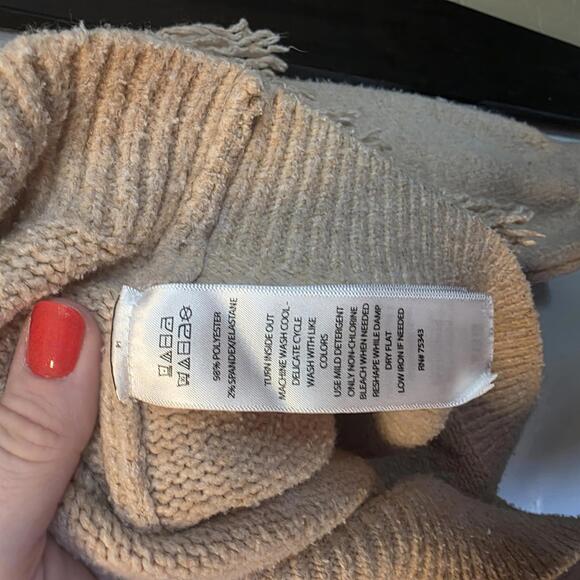 M
98% POLYESTER
2% SPANDEX/ELASTANE
TURN INSIDE OUT
MACHINE WASH COOL -
DELICATE CYCLE
WASH WITH LIKE
COLORS
USE MILD DETERGENT
ONLY NON-CHLORINE
BLEACH WHEN NEEDED
RESHAPE WHILE DAMP
DRY FLAT
LOW IRON IF NEEDED
RN# 75343